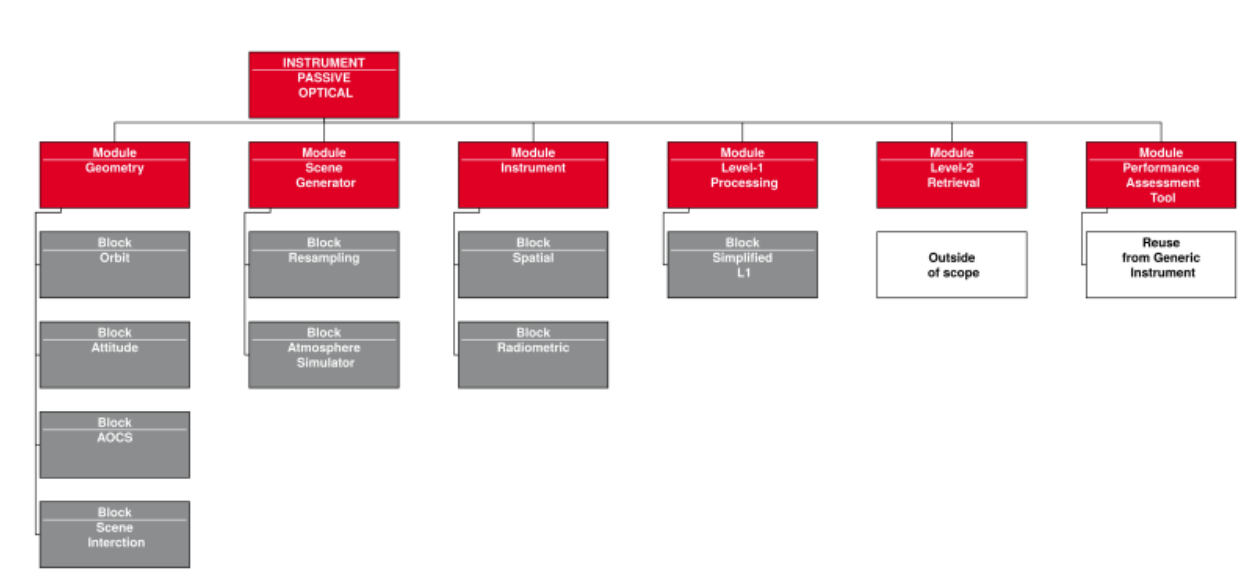 INSTRUMENT
PASSIVE
OPTICAL
Module
Geometry
Module
Scene
Generator
Module
Instrument
Module
Level-1
Processing
Module
Level-2
Retrieval
Module
Performance
Assessment
Tool
Block
Orbit
Block
Resampling
Block
Spatial
Block
Simplified
L1
Outside
of scope
Reuse
from Generic
Instrument
Block
Attitude
Block
Atmosphere
Simulator
Block
Radiometric
Block
AOCS
Block
Scene
Interction